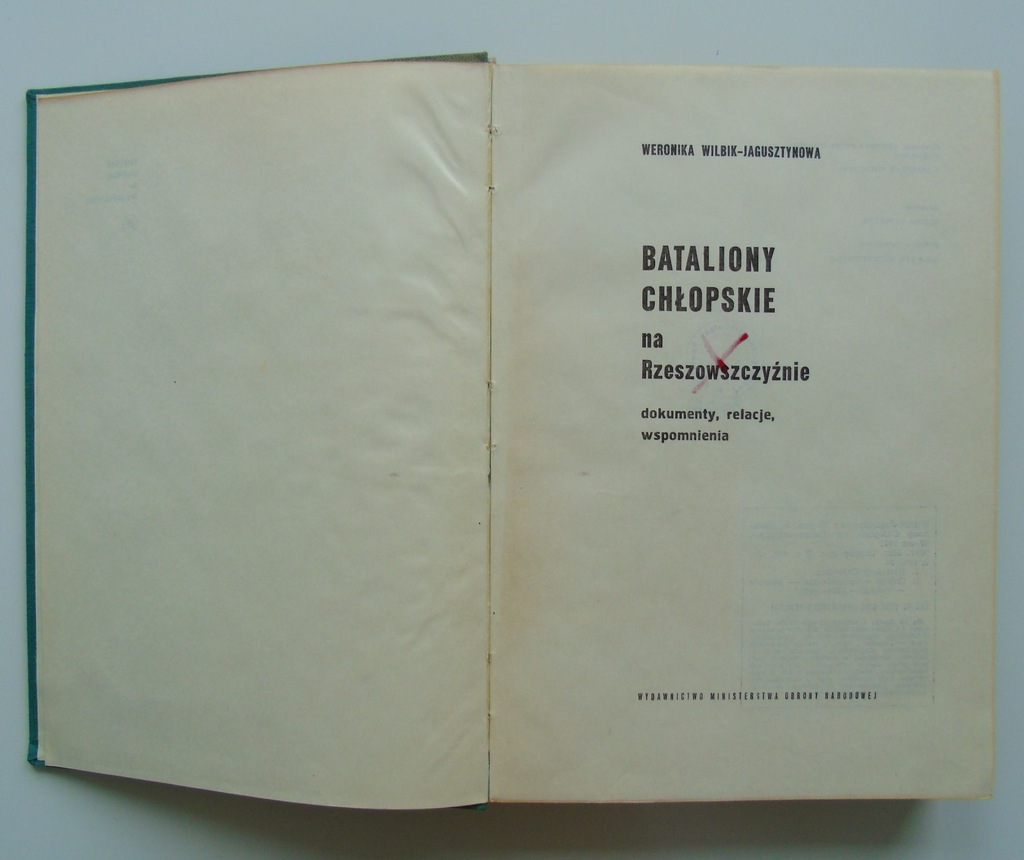 WERONIKA WILBIK-JAGUSZTYNOWA
BATALIONY
CHŁOPSKIE
na
Rzeszowszczyźnie
dokumenty, relacje,
wspomnienia
WYDAWNICTWO MINISTERSTWA OBRONY NARODOWEJ